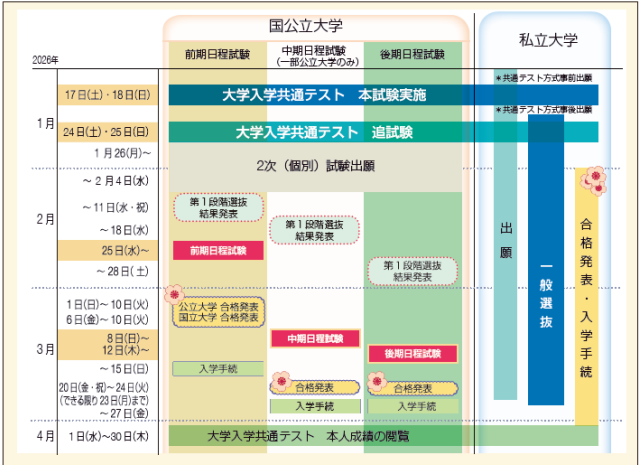 国公立大学
私立大学
2026年
前期日程試験
中期日程試験
(一部公立大学のみ)
後期日程試験
＊共通テスト方式事前出願
1月
17日(土)・18日(日)
大学入学共通テスト　本試験実施
＊共通テスト方式事後出願
24日(土)・25日(日)
大学入学共通テスト　追試験
1月26(月)～
2次（個別）試験出願
～2月4日(水)
2月
～11日(水・祝)
第1段階選抜
結果発表
～18日(水)
第1段階選抜
結果発表
25日(水)～
前期日程試験
～28日(土)
第1段階選抜
結果発表
出願
一般選抜
合格発表・入学手続
3月
1日(日)～10日(火)
公立大学 合格発表
6日(金)～10日(火)
国立大学 合格発表
8日(日)～
中期日程試験
12日(木)～
後期日程試験
～15日(日)
入学手続
20日(金・祝)～24日(火)
(できる限り23日(月)まで)
合格発表
合格発表
～27日(金)
入学手続
入学手続
4月
1日(水)～30日(木)
大学入学共通テスト　本人成績の閲覧